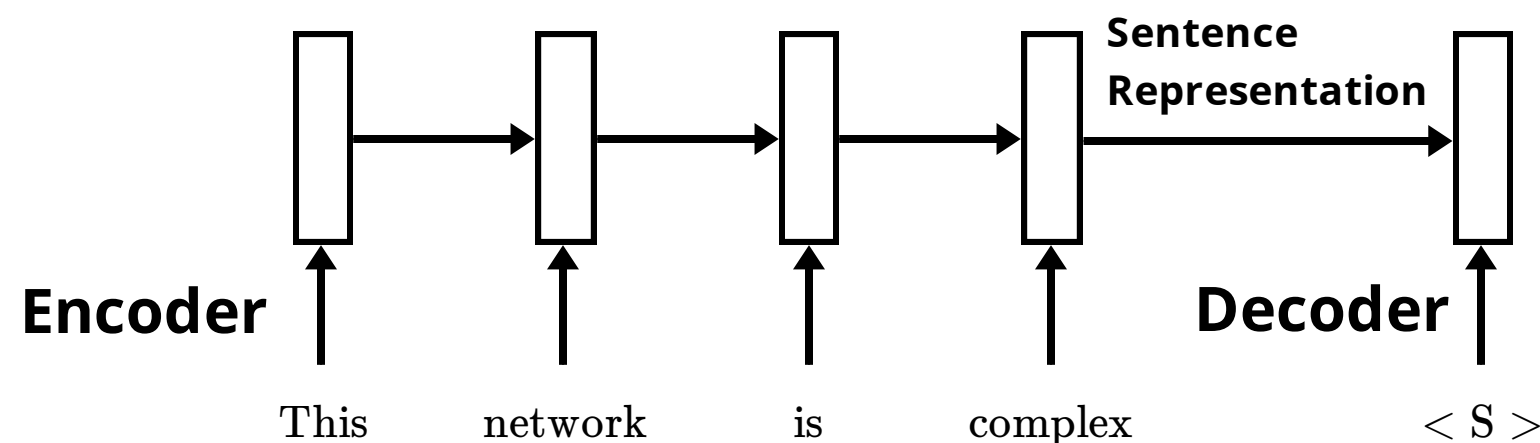 Sentence
Representation
Encoder
Decoder
This network is complex < S >